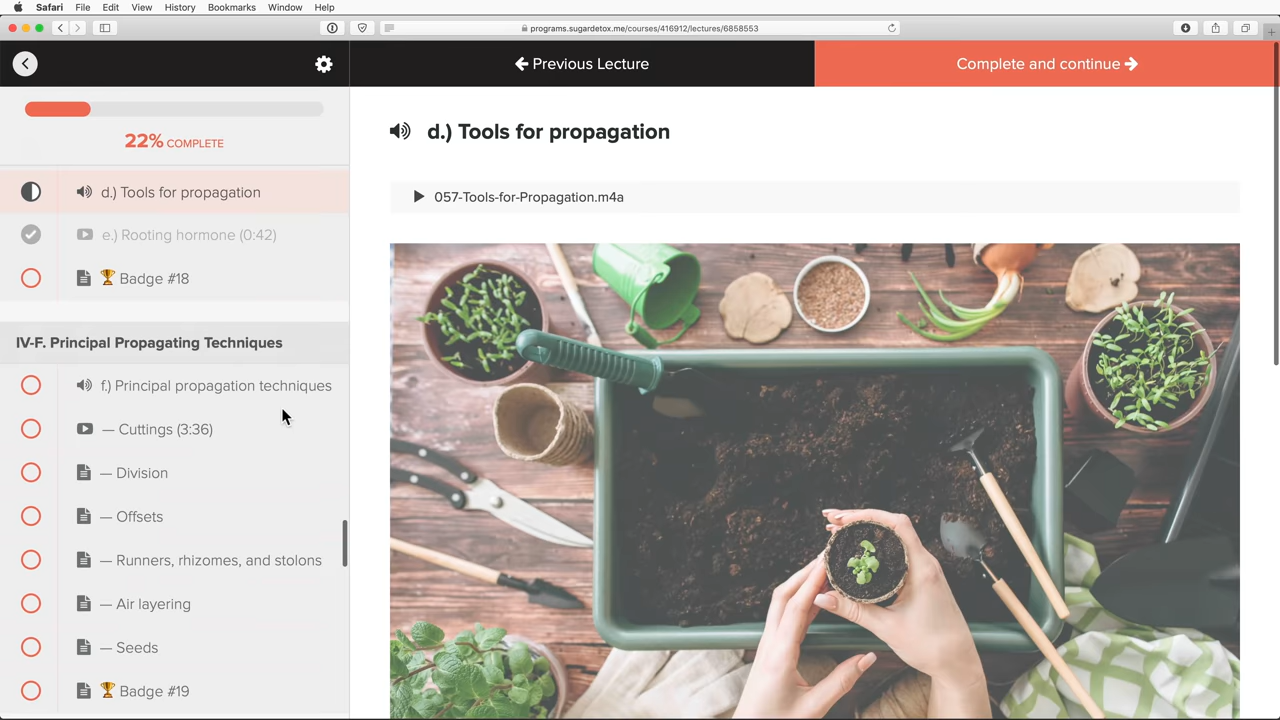 Safari File Edit View History Bookmarks Window Help
programs.sugardetox.me/courses/416912/lectures/6858553
Previous Lecture
Complete and continue
22% COMPLETE
d.) Tools for propagation
e.) Rooting hormone (0:42)
Badge #18
IV-F. Principal Propagating Techniques
f.) Principal propagation techniques
— Cuttings (3:36)
— Division
— Offsets
— Runners, rhizomes, and stolons
— Air layering
— Seeds
Badge #19
d.) Tools for propagation
057-Tools-for-Propagation.m4a